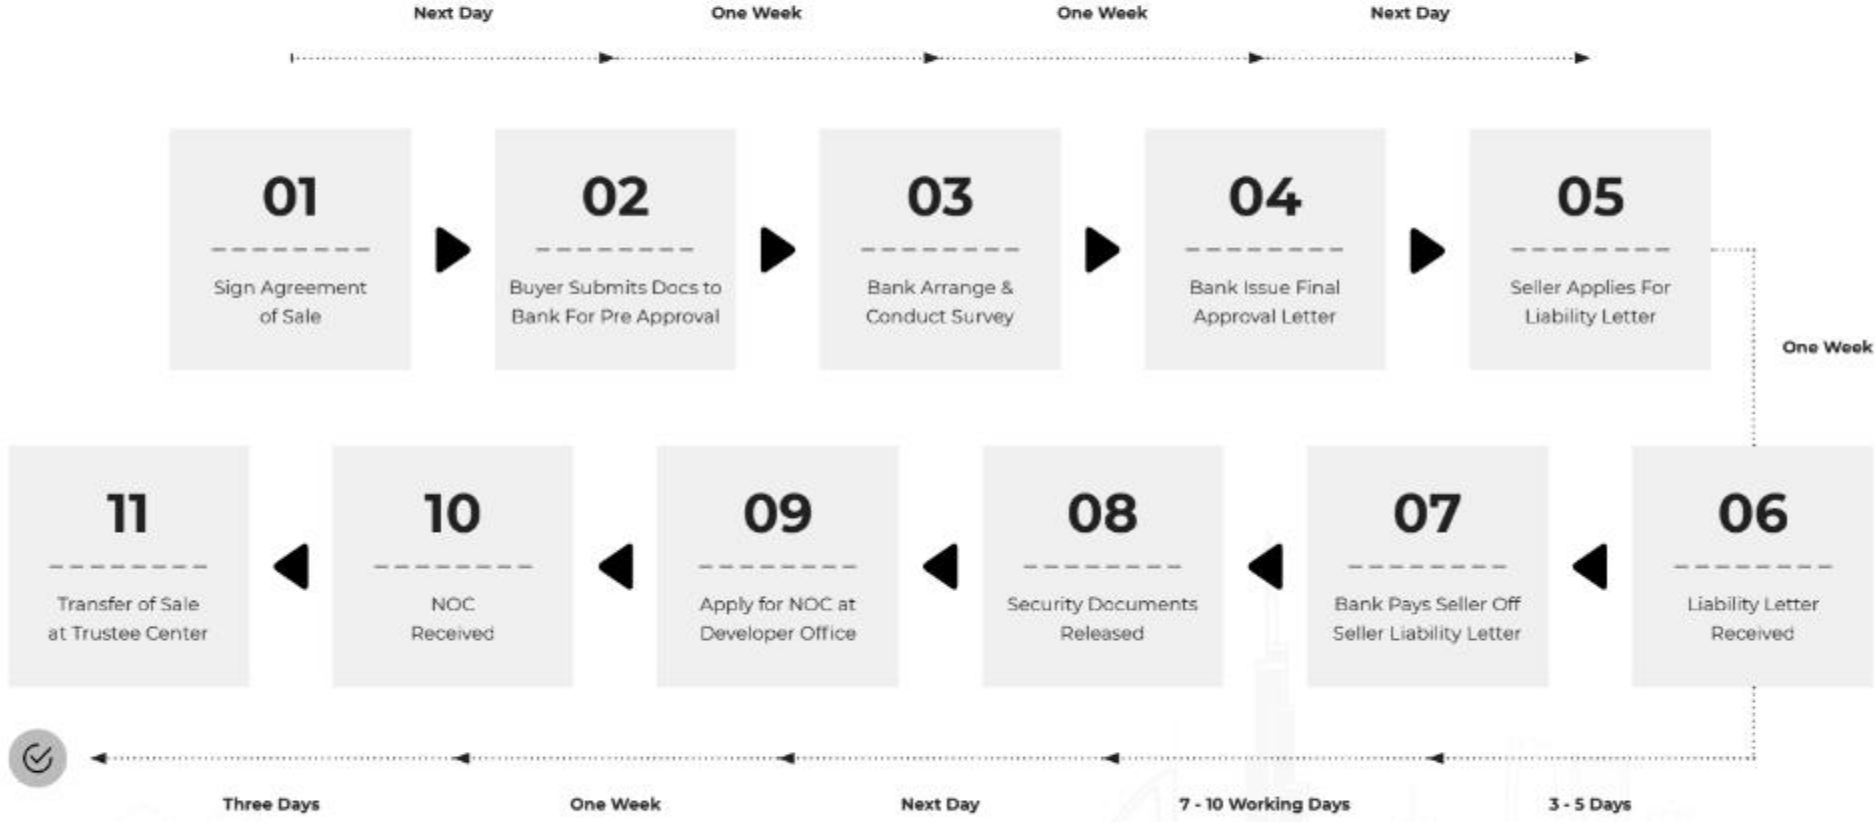 Next Day
One Week
One Week
Next Day
01
Sign Agreement
of Sale
02
Buyer Submits Docs to
Bank For Pre Approval
03
Bank Arrange &
Conduct Survey
04
Bank Issue Final
Approval Letter
05
Seller Applies For
Liability Letter
One Week
06
Liability Letter
Received
07
Bank Pays Seller Off
Seller Liability Letter
08
Security Documents
Released
09
Apply for NOC at
Developer Office
10
NOC
Received
11
Transfer of Sale
at Trustee Center
3 - 5 Days
7 - 10 Working Days
Next Day
One Week
Three Days